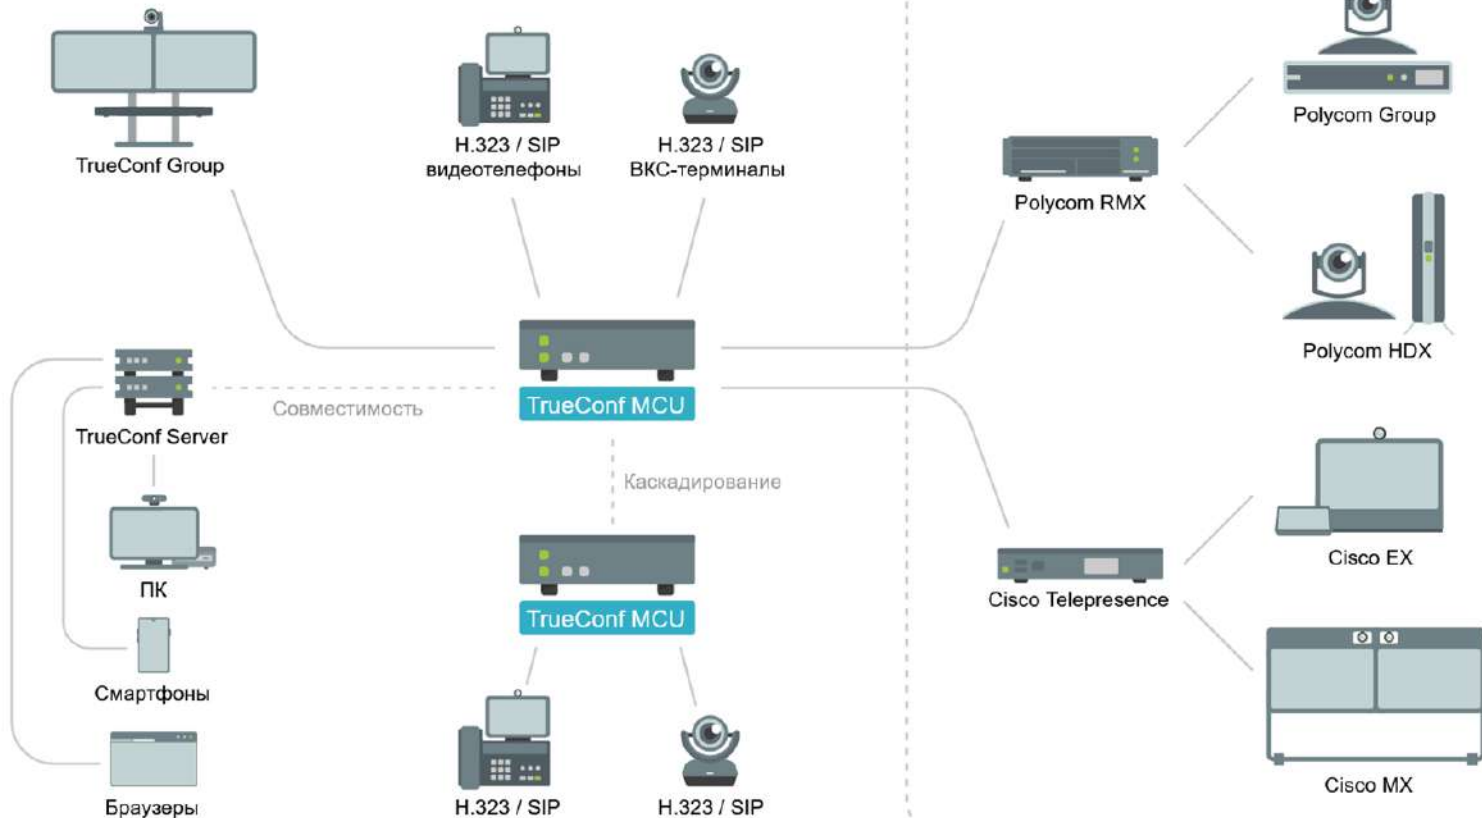 TrueConf Group
H.323 / SIP
видеотелефоны
H.323 / SIP
ВКС-терминалы
Polycom RMX
Polycom Group
Polycom HDX
TrueConf Server
Совместимость
TrueConf MCU
Каскадирование
TrueConf MCU
ПК
Смартфоны
Браузеры
H.323 / SIP
H.323 / SIP
Cisco Telepresence
Cisco EX
Cisco MX